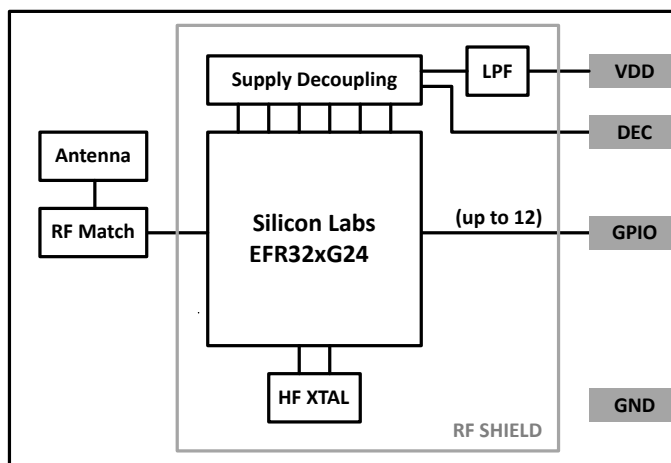 Supply Decoupling
LPF
VDD
DEC
Antenna
RF Match
Silicon Labs
EFR32xG24
(up to 12)
GPIO
HF XTAL
GND
RF SHIELD